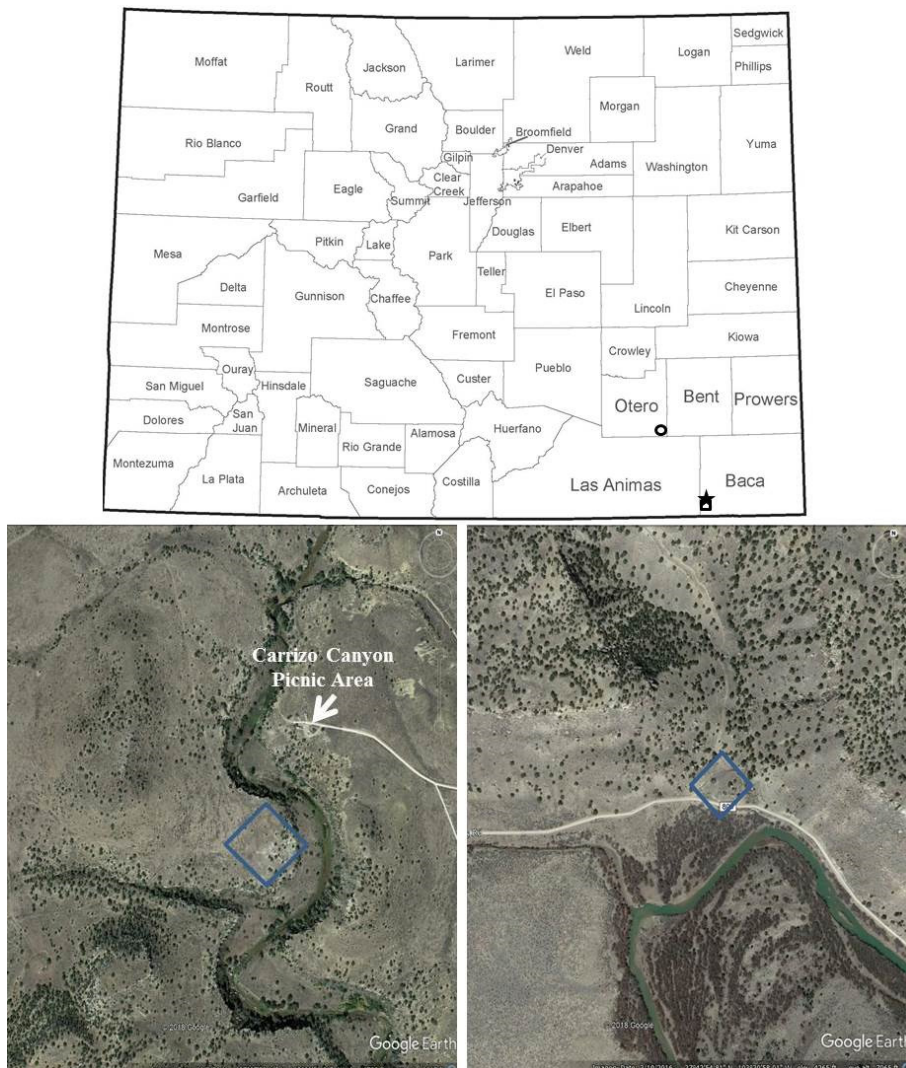 Sedgwick
Moffat
Jackson
Larimer
Weld
Logan
Phillips
Routt
Morgan
Grand
Boulder
Broomfield
Rio Blanco
Gilpin
Denver
Adams
Washington
Yuma
Clear
Creek
Eagle
Garfield
Summit
Jefferson
Arapahoe
Douglas
Elbert
Kit Carson
Pitkin
Lake
Mesa
Park
Teller
Delta
Gunnison
Chaffee
El Paso
Lincoln
Cheyenne
Montrose
Fremont
Kiowa
Crowley
Ouray
Pueblo
San Miguel
Hinsdale
Saguache
Custer
Otero
Bent
Prowers
Dolores
San
Juan
Mineral
Rio Grande
Alamosa
Huerfano
Montezuma
La Plata
Archuleta
Conejos
Costilla
Las Animas
Baca
N
N
Carrizo Canyon
Picnic Area
© 2018 Google
Google Earth
© 2018 Google
Google Earth